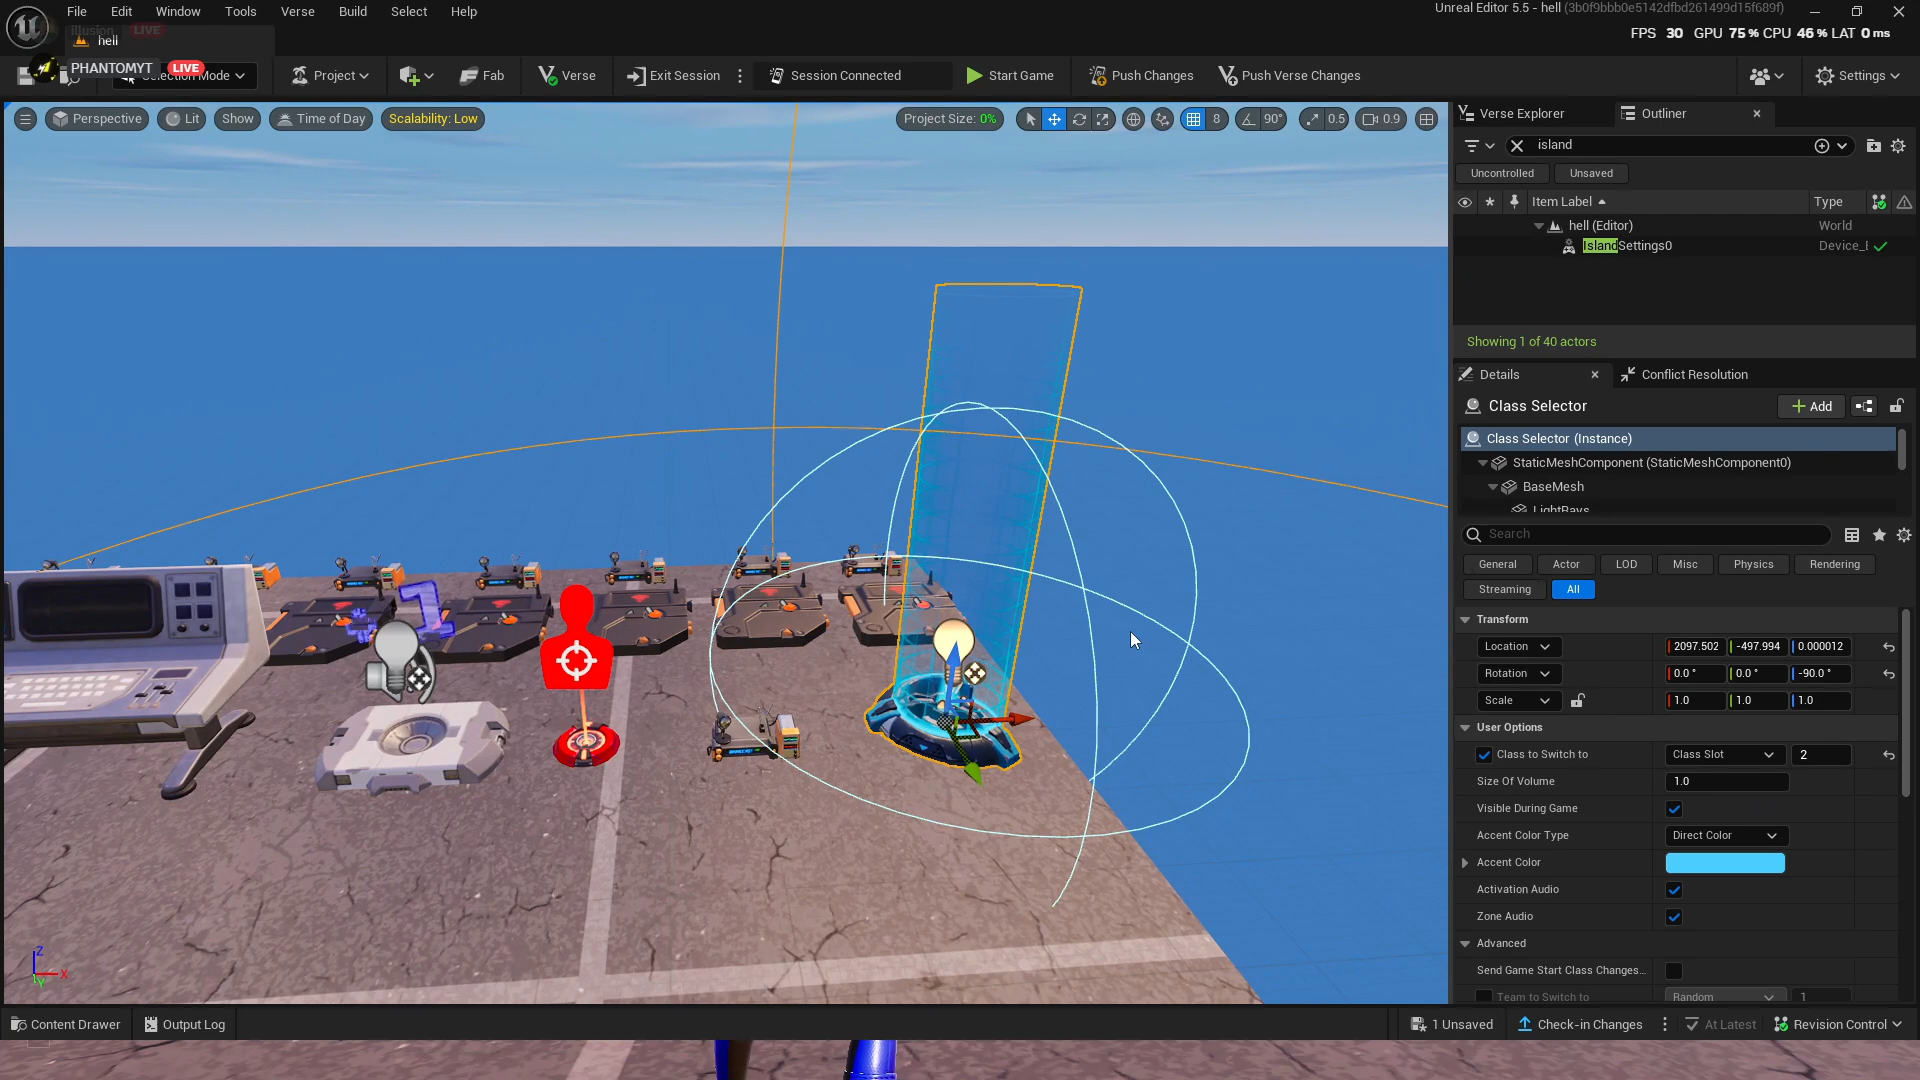 File Edit Window Tools Verse Build Select Help
Unreal Editor 5.5 - hell (3b0f9bbb0e5142dfbd261499d15f689f)
Illusion LIVE
hell
FPS 30 GPU 75 % CPU 46 % LAT 0 ms
PHANTOMYT LIVE
Selection Mode
Project
Fab
Verse
Exit Session
Session Connected
Start Game
Push Changes
Push Verse Changes
Settings
Perspective Lit Show Time of Day Scalability: Low
Project Size: 0% 8 90° 0.5 0.9
Verse Explorer
Outliner
island
Uncontrolled Unsaved
Item Label Type
hell (Editor) World
IslandSettings0 Device_E
Showing 1 of 40 actors
Details
Conflict Resolution
Class Selector
Add
Class Selector (Instance)
StaticMeshComponent (StaticMeshComponent0)
BaseMesh
LightRays
Search
General Actor LOD Misc Physics Rendering
Streaming All
Transform
Location 2097.502 -497.994 0.000012
Rotation 0.0 ° 0.0 ° -90.0 °
Scale 1.0 1.0 1.0
User Options
Class to Switch to Class Slot 2
Size Of Volume 1.0
Visible During Game
Accent Color Type Direct Color
Accent Color
Activation Audio
Zone Audio
Advanced
Send Game Start Class Changes...
Team to Switch to Random 1
Z
X
Y
Content Drawer
Output Log
1 Unsaved
Check-in Changes
At Latest
Revision Control